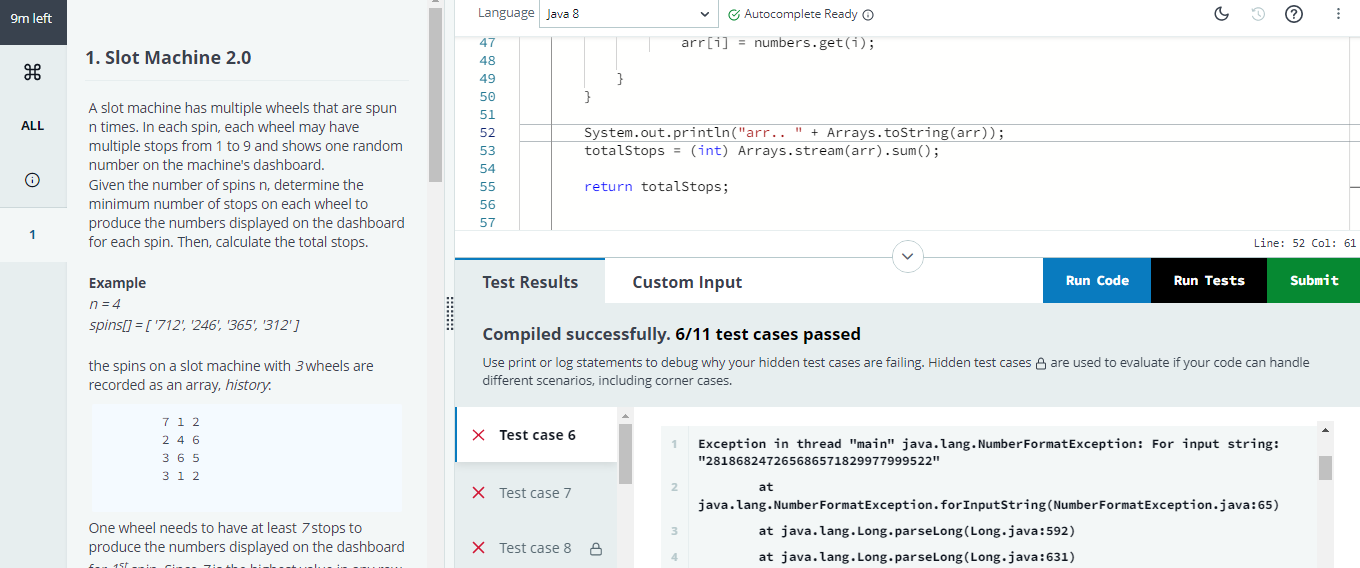 9m left
ALL
1
1. Slot Machine 2.0
A slot machine has multiple wheels that are spun
n times. In each spin, each wheel may have
multiple stops from 1 to 9 and shows one random
number on the machine's dashboard.
Given the number of spins n, determine the
minimum number of stops on each wheel to
produce the numbers displayed on the dashboard
for each spin. Then, calculate the total stops.
Example
n = 4
spins[] = [ '712', '246', '365', '312' ]
the spins on a slot machine with 3 wheels are
recorded as an array, history:
7 1 2
2 4 6
3 6 5
3 1 2
One wheel needs to have at least 7 stops to
produce the numbers displayed on the dashboard
for 1ST spin. Since 7 is the highest value in any row
Language Java 8 Autocomplete Ready
47 arr[i] = numbers.get(i);
48
49 }
50 }
51
52 System.out.println("arr.. " + Arrays.toString(arr));
53 totalStops = (int) Arrays.stream(arr).sum();
54
55 return totalStops;
56
57
Line: 52 Col: 61
Test Results Custom Input Run Code Run Tests Submit
Compiled successfully. 6/11 test cases passed
Use print or log statements to debug why your hidden test cases are failing. Hidden test cases are used to evaluate if your code can handle
different scenarios, including corner cases.
Test case 6
Test case 7
Test case 8
1 Exception in thread "main" java.lang.NumberFormatException: For input string:
"281868247265686571829977999522"
2 at
java.lang.NumberFormatException.forInputString(NumberFormatException.java:65)
3 at java.lang.Long.parseLong(Long.java:592)
4 at java.lang.Long.parseLong(Long.java:631)